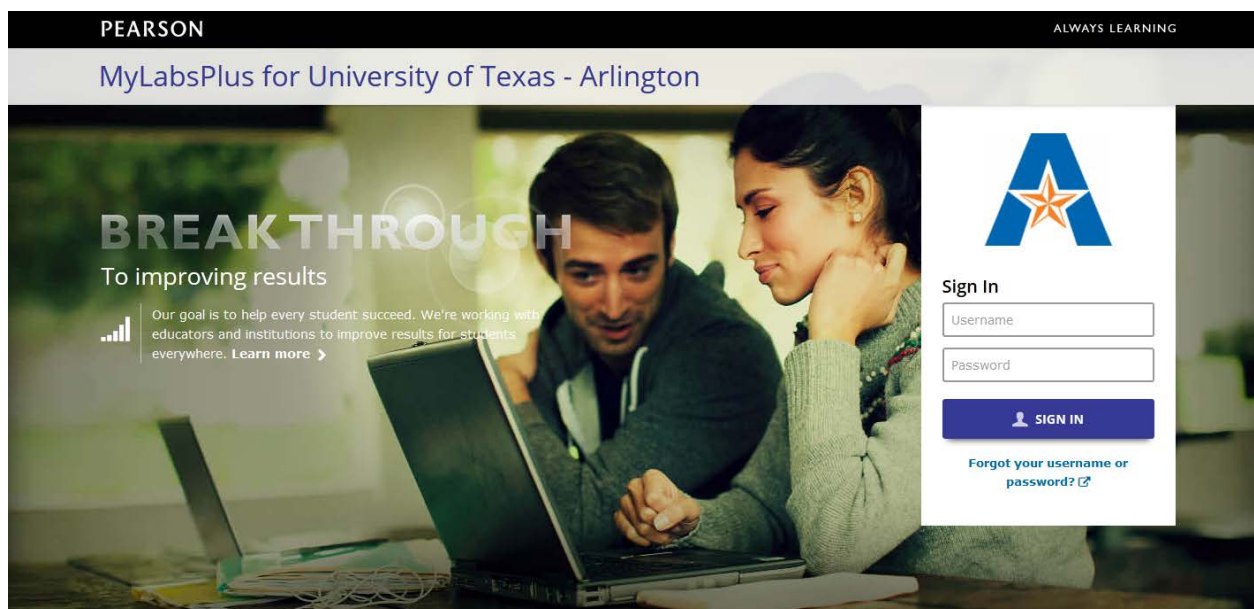 PEARSON
ALWAYS LEARNING
MyLabsPlus for University of Texas - Arlington
BREAKTHROUGH
To improving results
Our goal is to help every student succeed. We're working with
educators and institutions to improve results for students
everywhere. Learn more
A
Sign In
Username
Password
SIGN IN
Forgot your username or
password?